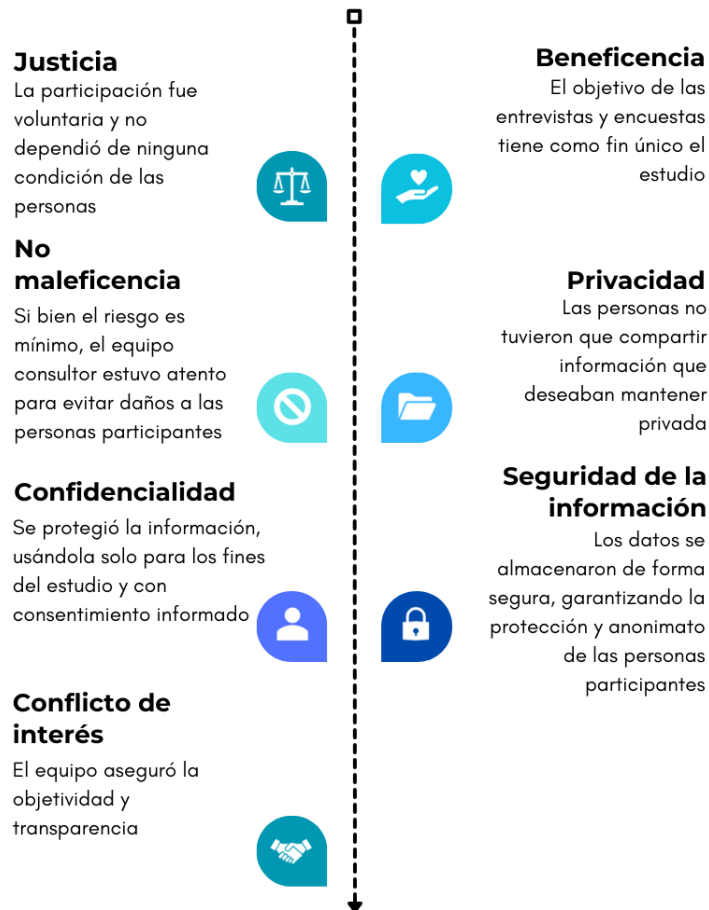 Justicia
La participación fue
voluntaria y no
dependió de ninguna
condición de las
personas
Beneficencia
El objetivo de las
entrevistas y encuestas
tiene como fin único el
estudio
No
maleficencia
Si bien el riesgo es
mínimo, el equipo
consultor estuvo atento
para evitar daños a las
personas participantes
Privacidad
Las personas no
tuvieron que compartir
información que
deseaban mantener
privada
Confidencialidad
Se protegió la información,
usándola solo para los fines
del estudio y con
consentimiento informado
Seguridad de la
información
Los datos se
almacenaron de forma
segura, garantizando la
protección y anonimato
de las personas
participantes
Conflicto de
interés
El equipo aseguró la
objetividad y
transparencia